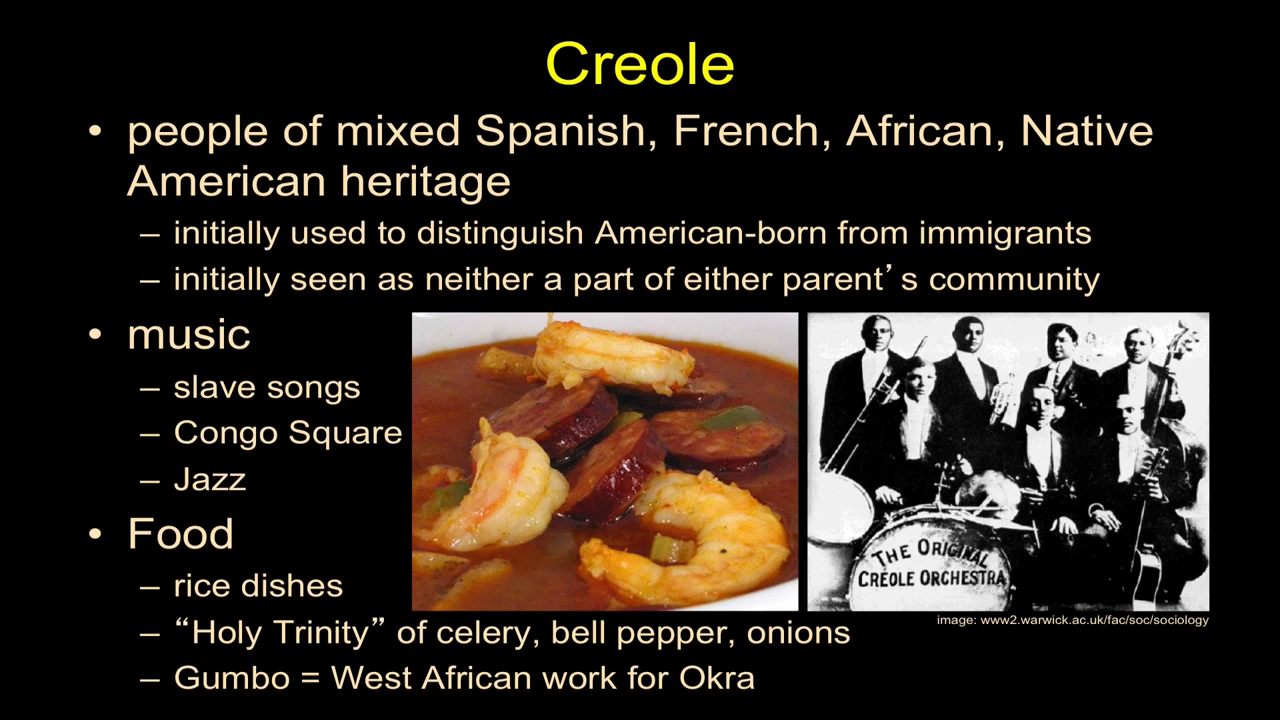 Creole
• people of mixed Spanish, French, African, Native
American heritage
– initially used to distinguish American-born from immigrants
– initially seen as neither a part of either parent’s community
• music
– slave songs
– Congo Square
– Jazz
• Food
– rice dishes
– “Holy Trinity” of celery, bell pepper, onions
– Gumbo = West African work for Okra
THE ORIGINAL
CREOLE ORCHESTRA
image: www2.warwick.ac.uk/fac/soc/sociology